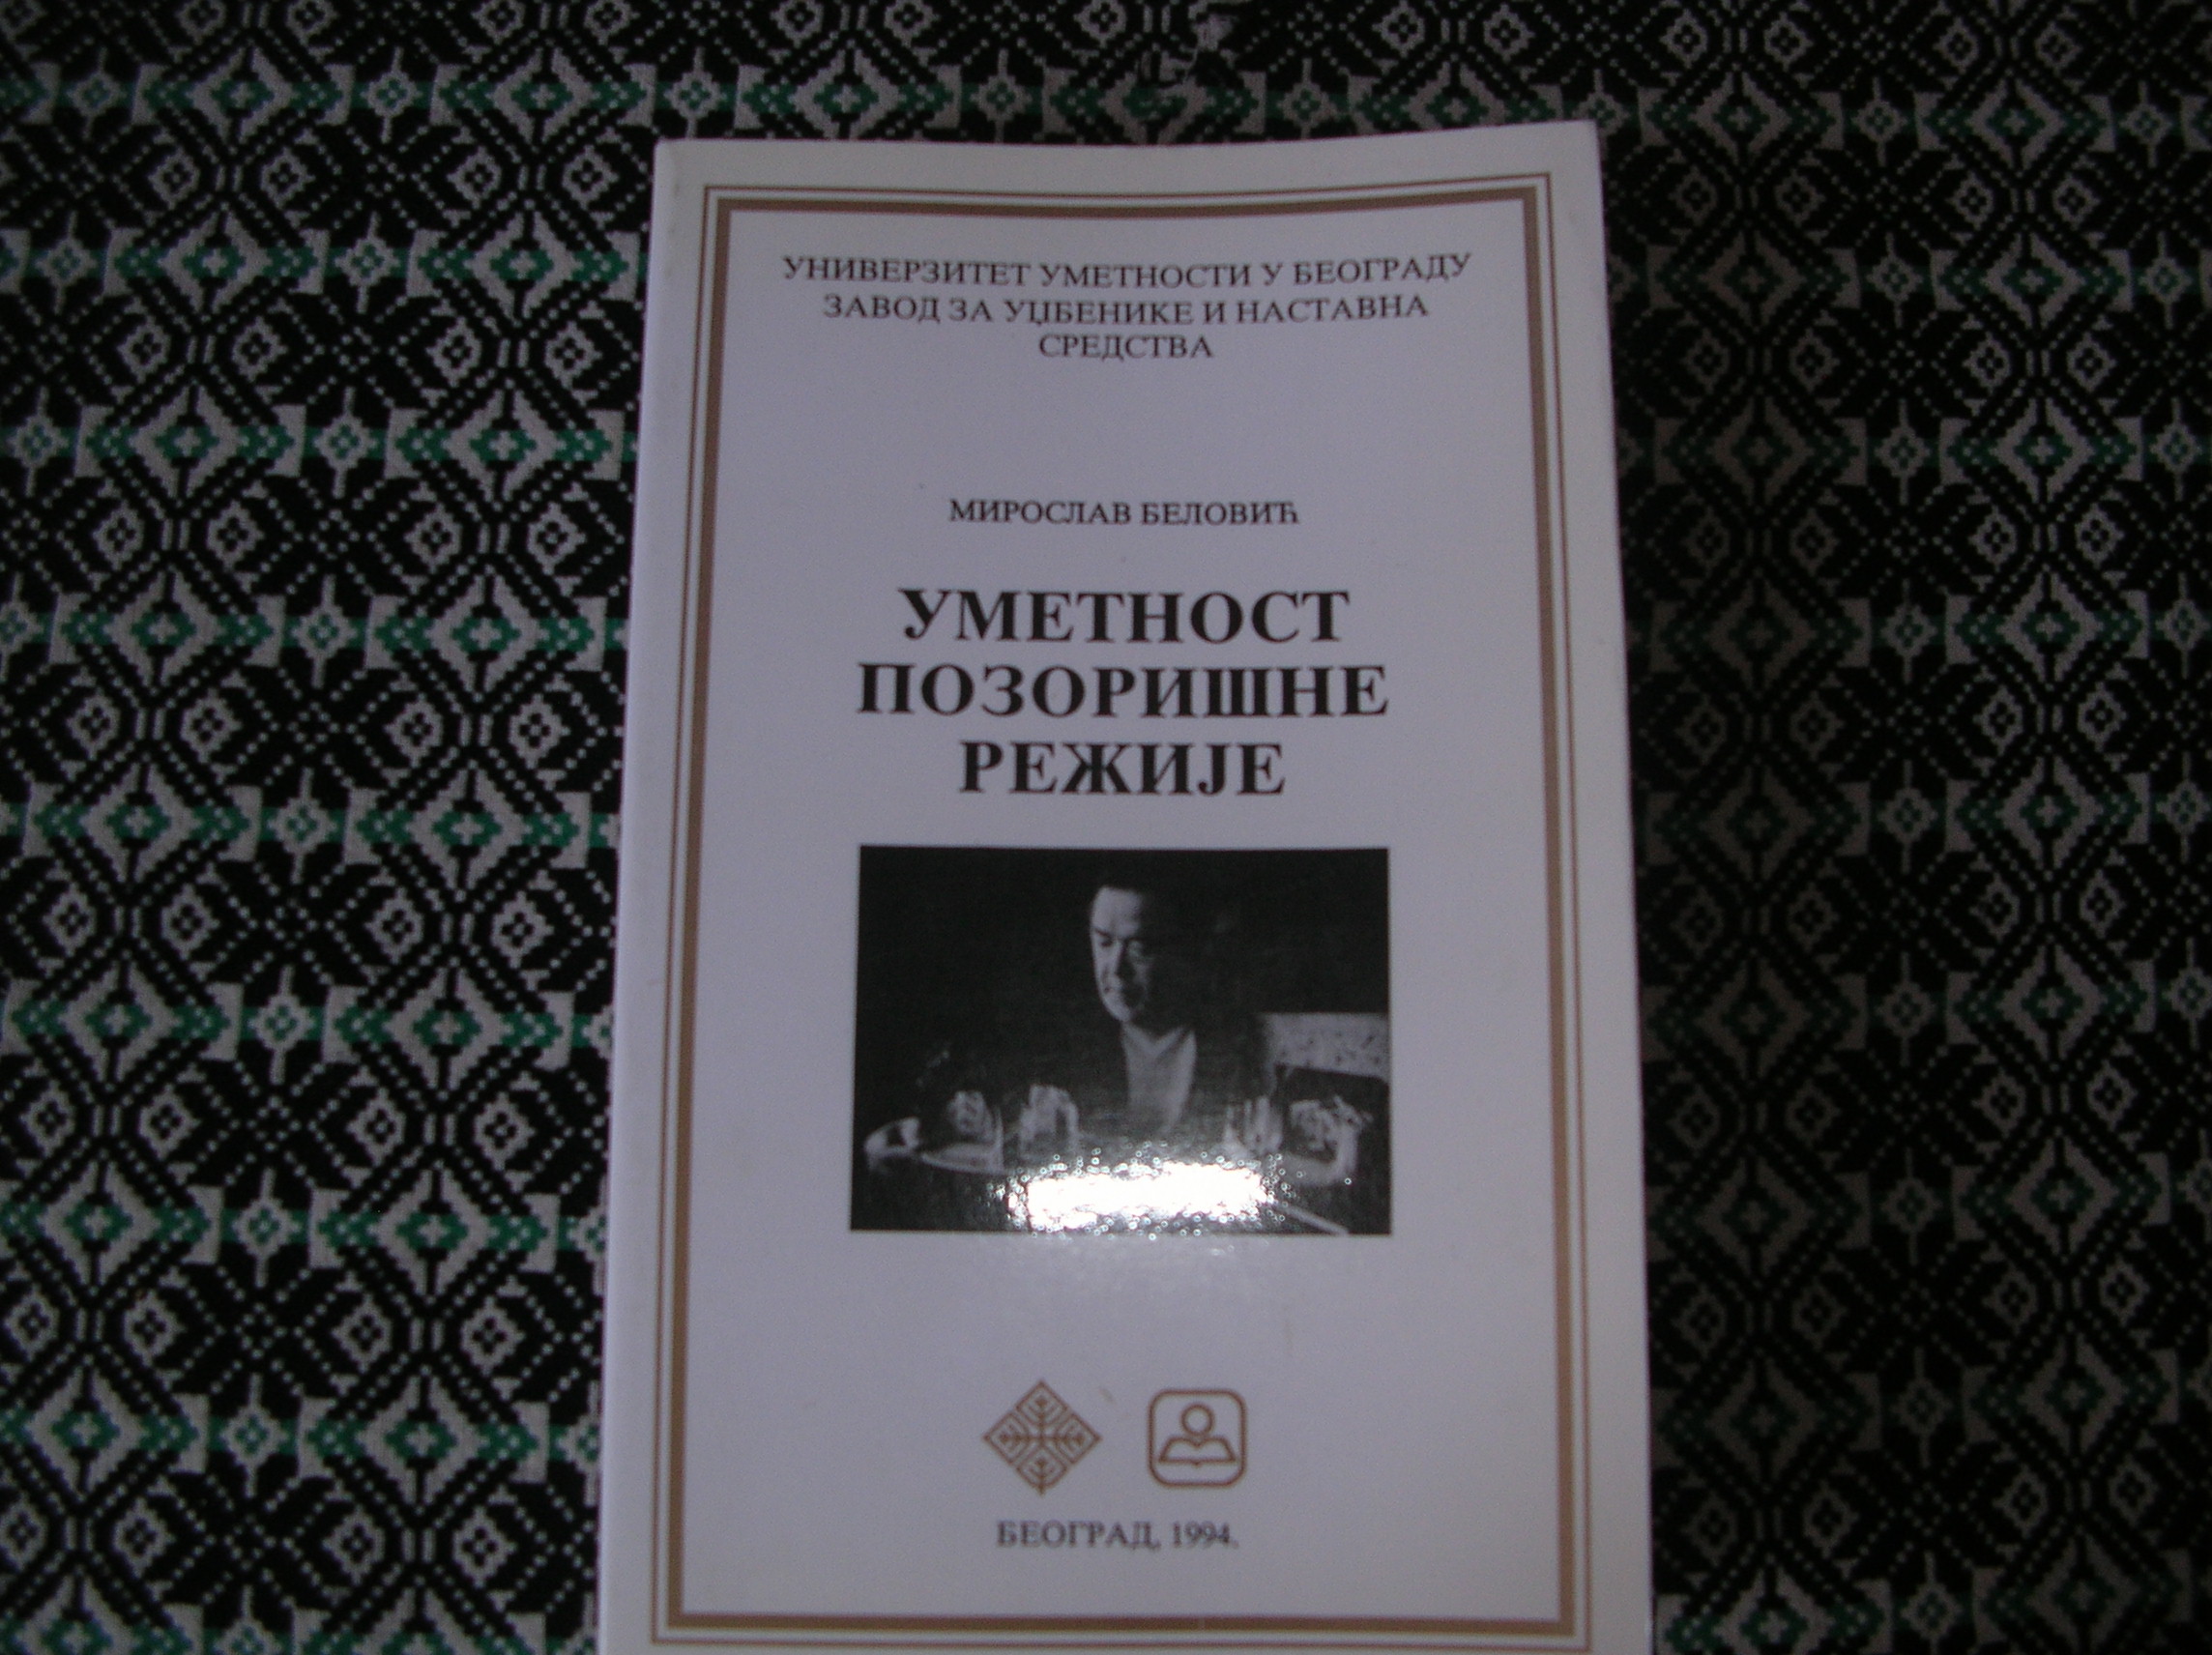 УНИВЕРЗИТЕТ УМЕТНОСТИ У БЕОГРАДУ
ЗАВОД ЗА УЏБЕНИКЕ И НАСТАВНА
СРЕДСТВА
МИРОСЛАВ БЕЛОВИЋ
УМЕТНОСТ
ПОЗОРИШНЕ
РЕЖИЈЕ
БЕОГРАД, 1994.